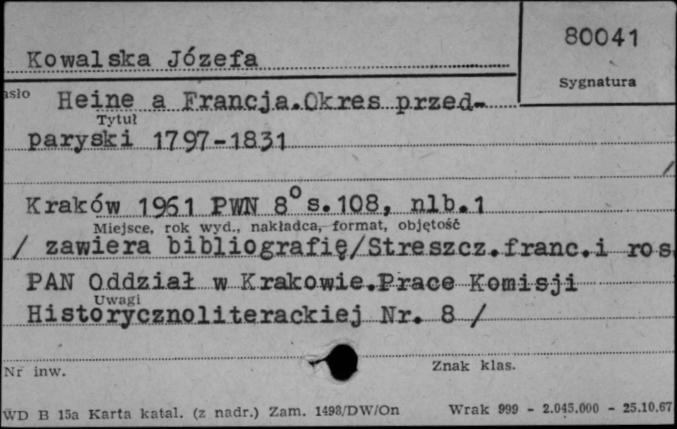 80041
Kowalska Józefa
Sygnatura
asło Heine a Francja.Okres przed-
Tytuł
paryski 1797-1831
/
Kraków 1961 PWN 8° s.108, nlb.1
Miejsce, rok wyd., nakładca, format, objętość
/ zawiera bibliografię/Streszcz.franc.i ros
PAN Oddział w Krakowie.Prace Komisji
Uwagi
Historycznoliterackiej Nr. 8 /
Nr inw.
Znak klas.
WD B 15a Karta katal. (z nadr.) Zam. 1498/DW/On Wrak 999 - 2.045.000 - 25.10.67